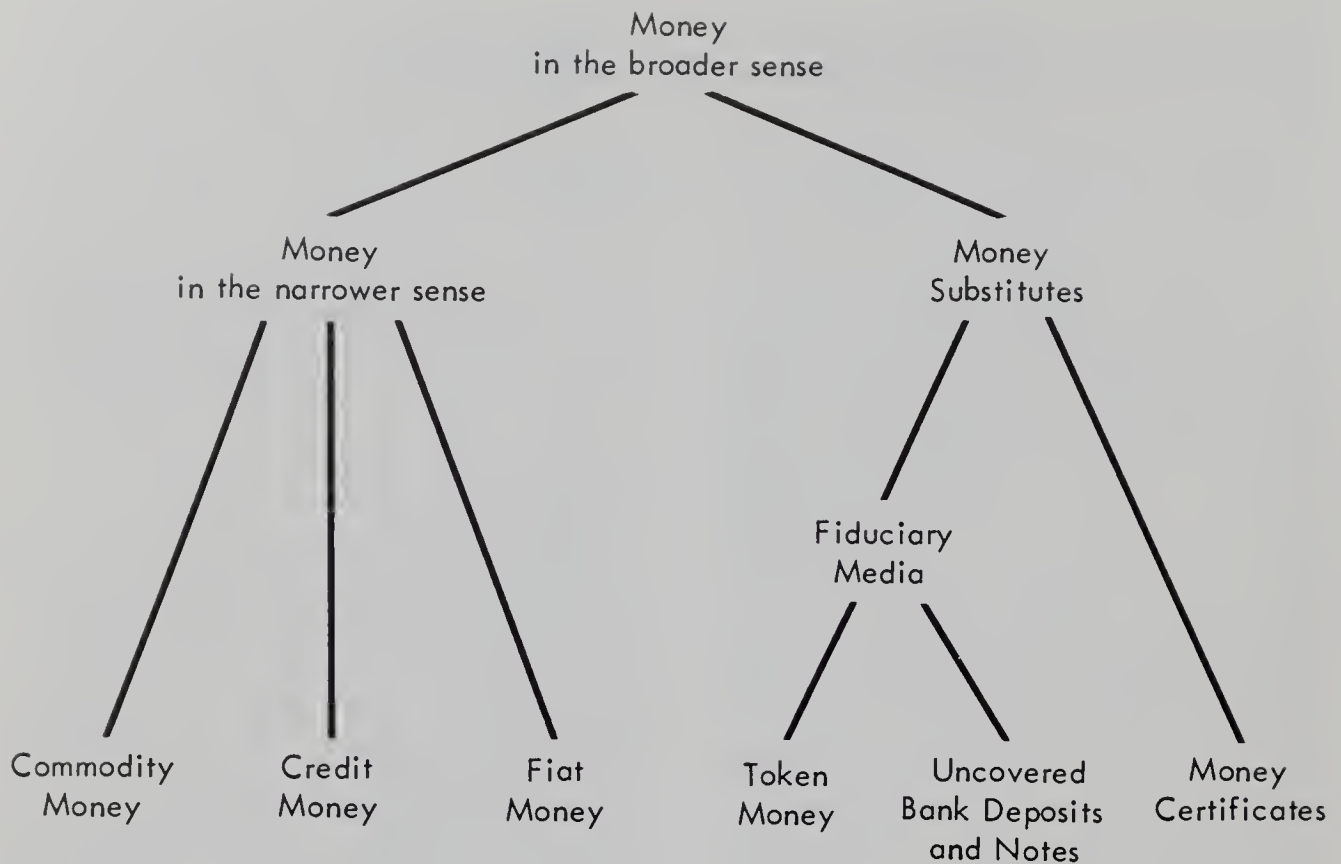 Money
in the broader sense
Money
in the narrower sense
Money
Substitutes
Fiduciary
Media
Commodity
Money
Credit
Money
Fiat
Money
Token
Money
Uncovered
Bank Deposits
and Notes
Money
Certificates